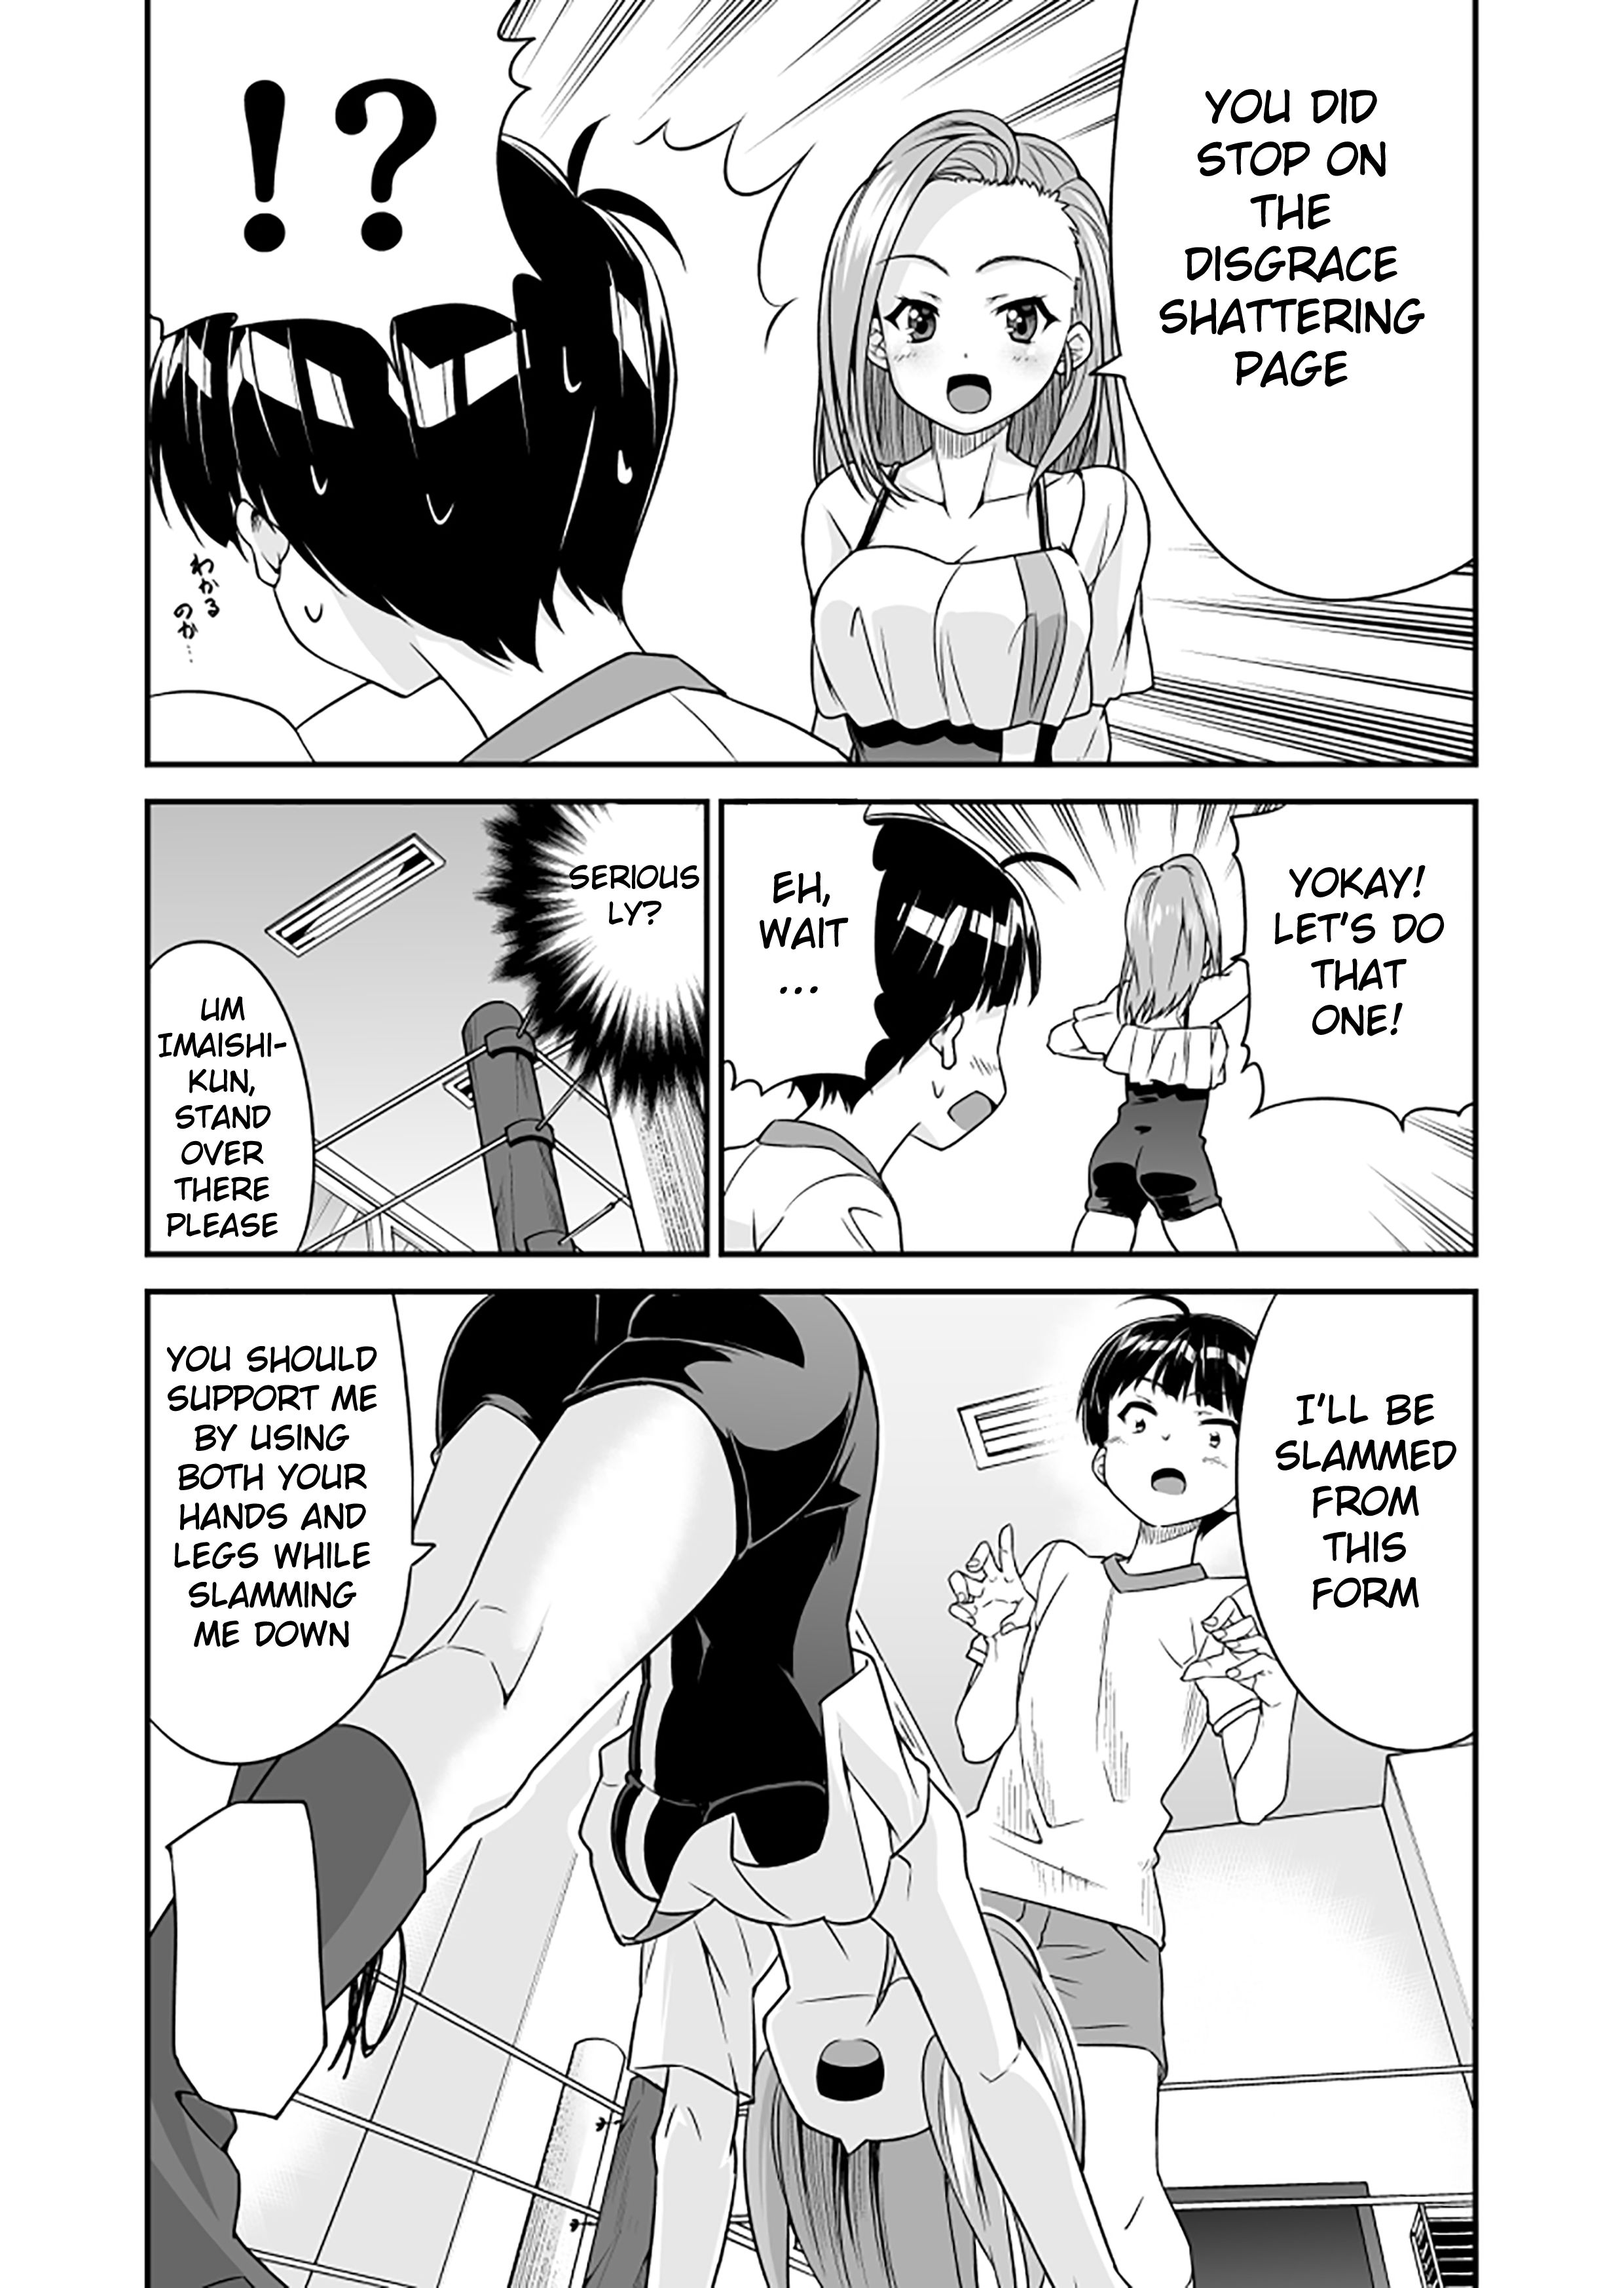 YOU DID
STOP ON
THE
DISGRACE
SHATTERING
PAGE
!?
わかる
のか…
YOKAY!
LET'S DO
THAT
ONE!
EH,
WAIT
...
SERIOUS
LY?
UM
IMAISHI-
KUN,
STAND
OVER
THERE
PLEASE
I'LL BE
SLAMMED
FROM
THIS
FORM
YOU SHOULD
SUPPORT ME
BY USING
BOTH YOUR
HANDS AND
LEGS WHILE
SLAMMING
ME DOWN